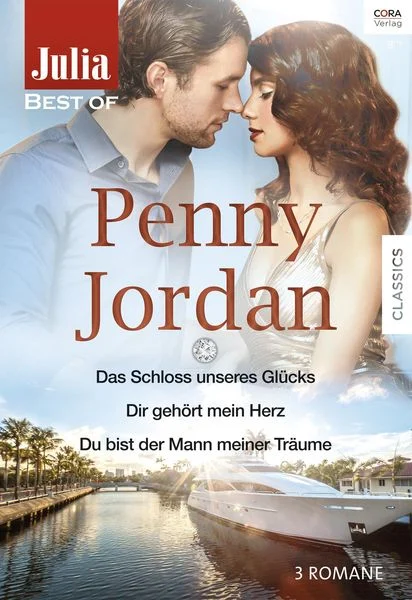 CORA
Verlag
Julia
BEST OF
Penny
Jordan
CLASSICS
Das Schloss unseres Glücks
Dir gehört mein Herz
Du bist der Mann meiner Träume
3 ROMANE